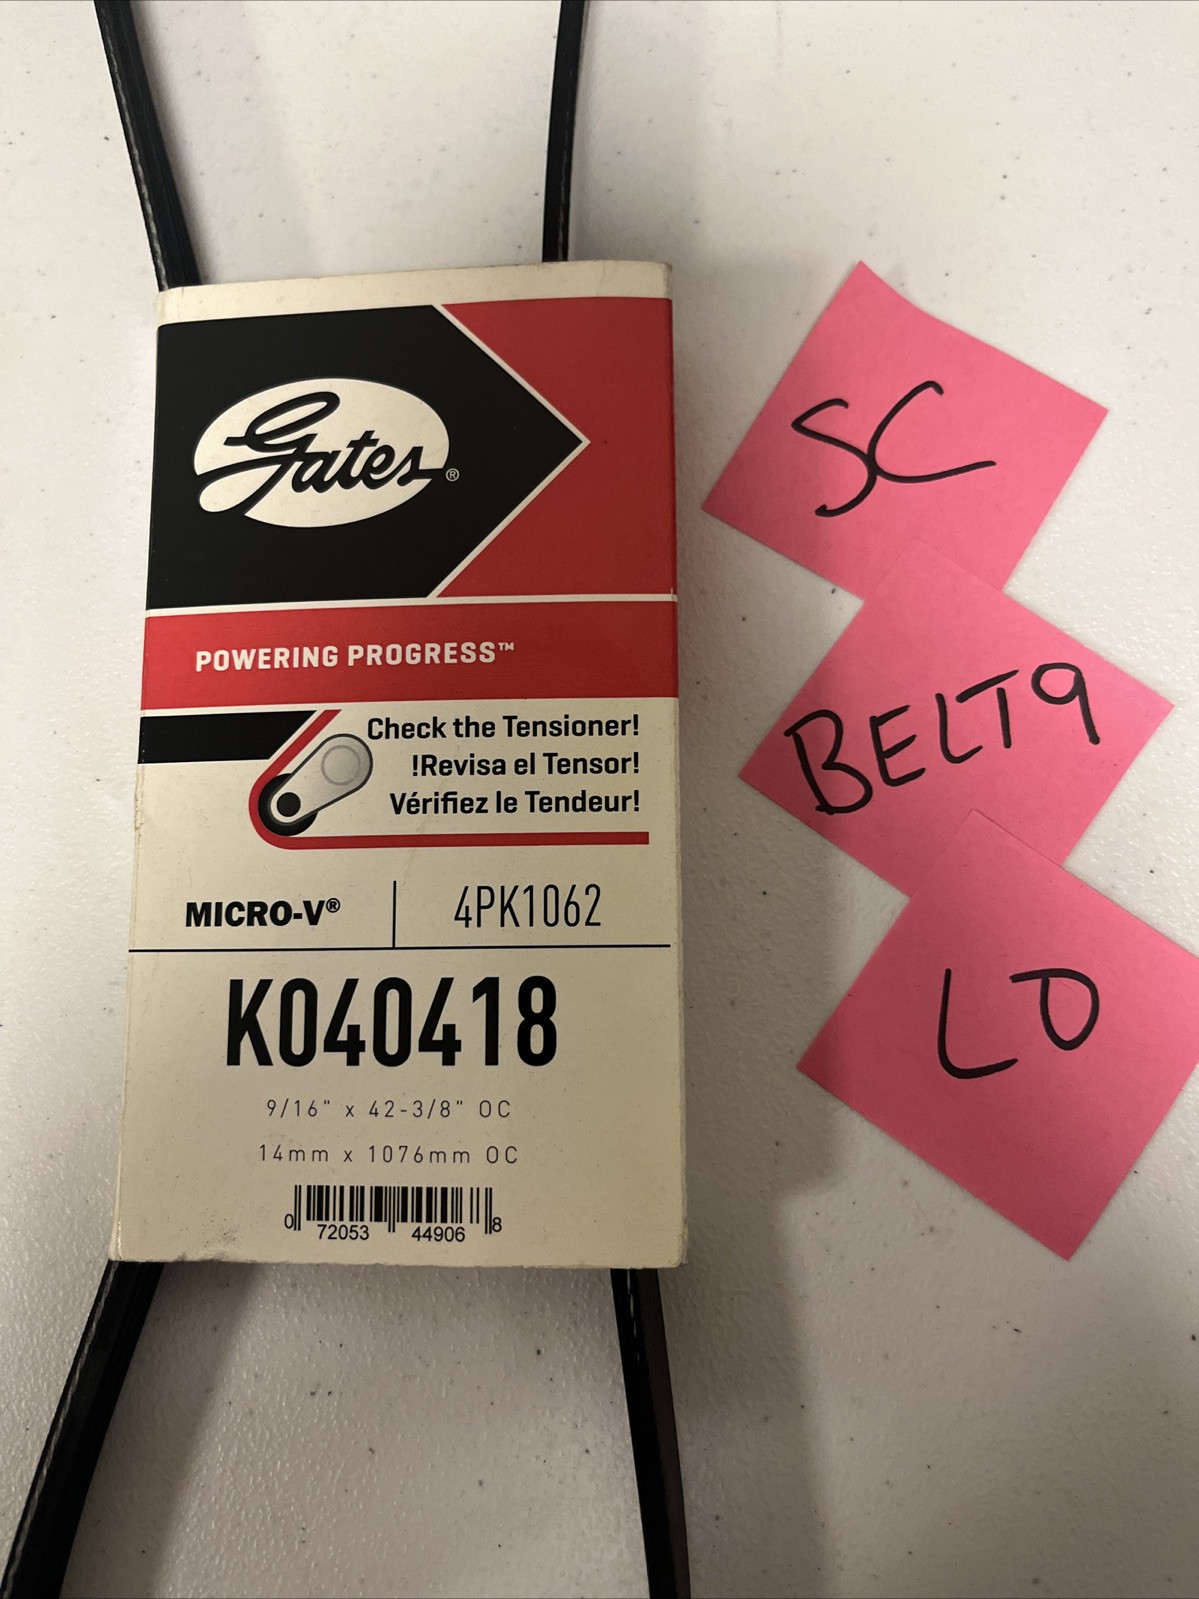 Gates®
POWERING PROGRESS™
Check the Tensioner!
!Revisa el Tensor!
Vérifiez le Tendeur!
MICRO-V® | 4PK1062
K040418
9/16" x 42-3/8" OC
14mm x 1076mm OC
0 72053 44906 8
SC
BELT9
LO